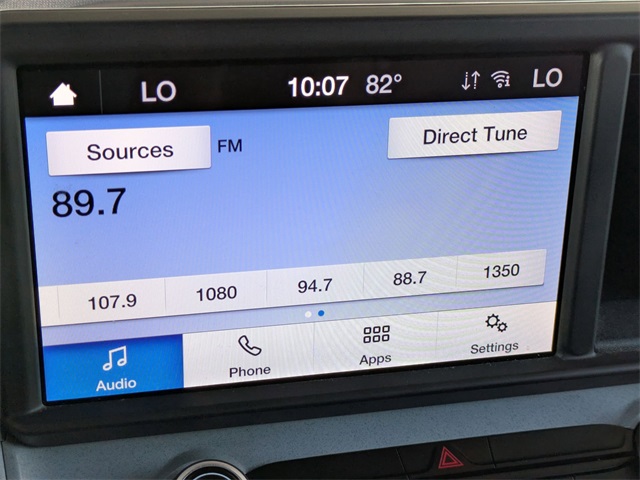 LO 10:07 82° LO
Sources FM Direct Tune
89.7
107.9 1080 94.7 88.7 1350
Audio Phone Apps Settings